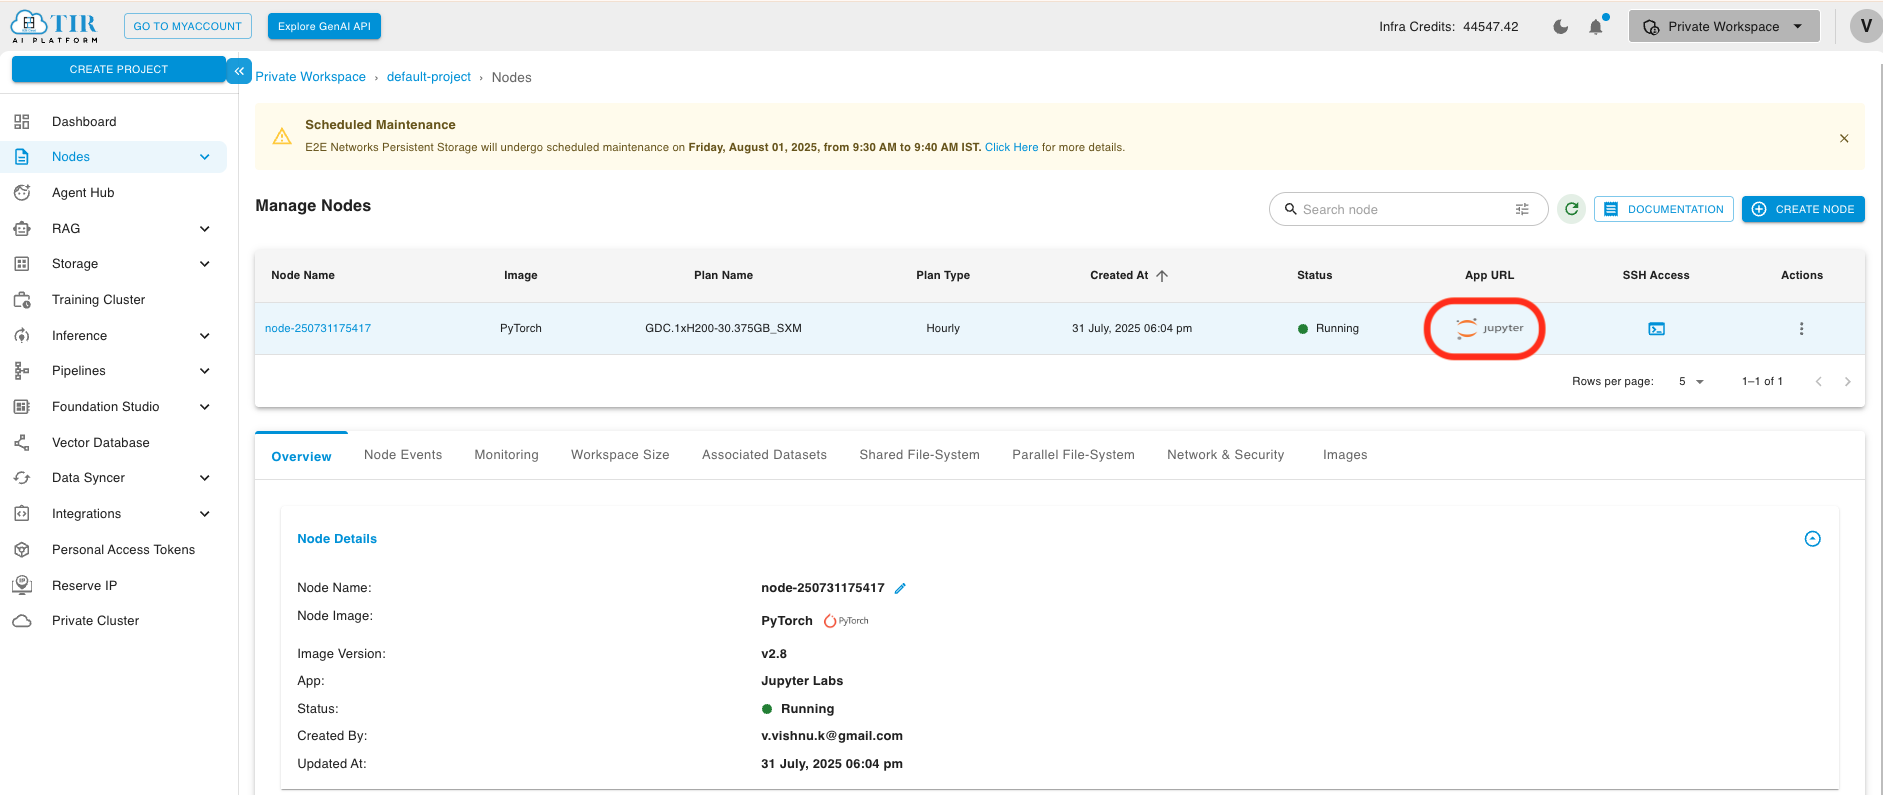 TIR
AI PLATFORM
GO TO MYACCOUNT
Explore GenAI API
Infra Credits: 44547.42
Private Workspace
V
CREATE PROJECT
Private Workspace › default-project › Nodes
Dashboard
Nodes
Agent Hub
RAG
Storage
Training Cluster
Inference
Pipelines
Foundation Studio
Vector Database
Data Syncer
Integrations
Personal Access Tokens
Reserve IP
Private Cluster
Scheduled Maintenance
E2E Networks Persistent Storage will undergo scheduled maintenance on Friday, August 01, 2025, from 9:30 AM to 9:40 AM IST. Click Here for more details.
Manage Nodes
Search node
DOCUMENTATION
CREATE NODE
Node Name Image Plan Name Plan Type Created At Status App URL SSH Access Actions
node-250731175417 PyTorch GDC.1xH200-30.375GB_SXM Hourly 31 July, 2025 06:04 pm Running jupyter
Rows per page: 5 1–1 of 1
Overview Node Events Monitoring Workspace Size Associated Datasets Shared File-System Parallel File-System Network & Security Images
Node Details
Node Name: node-250731175417
Node Image: PyTorch PyTorch
Image Version: v2.8
App: Jupyter Labs
Status: Running
Created By: v.vishnu.k@gmail.com
Updated At: 31 July, 2025 06:04 pm